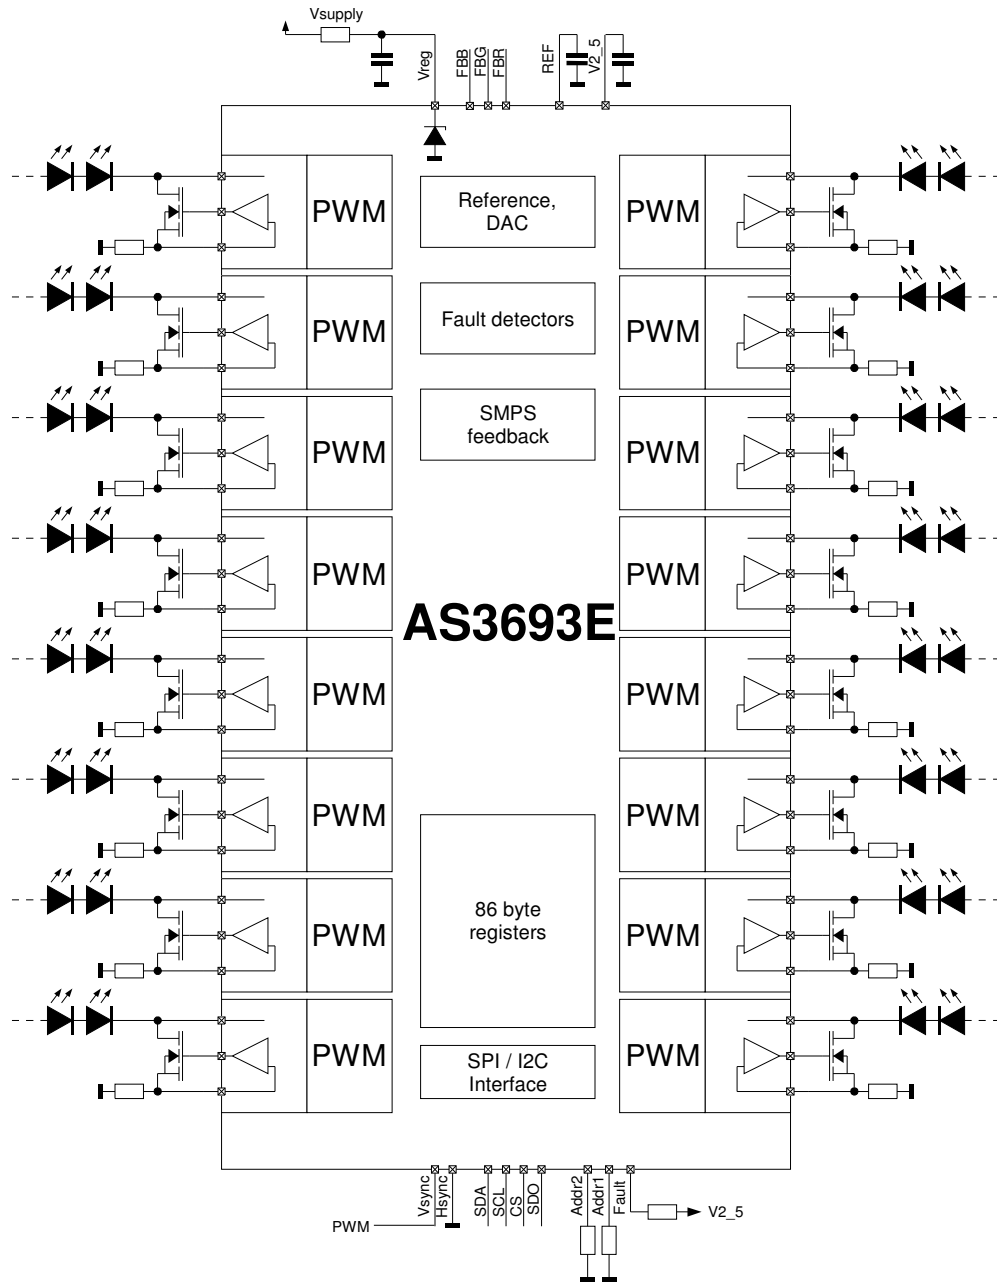 Vsupply
Vreg
FBB
FBG
FBR
REF
V2_5
PWM
Reference,
DAC
PWM
PWM
Fault detectors
PWM
PWM
SMPS
feedback
PWM
PWM
PWM
AS3693E
PWM
PWM
PWM
PWM
PWM
86 byte
registers
PWM
PWM
SPI / I2C
Interface
PWM
Vsync
Hsync
SDA
SCL
CS
SDO
Addr2
Addr1
Fault
V2_5
PWM